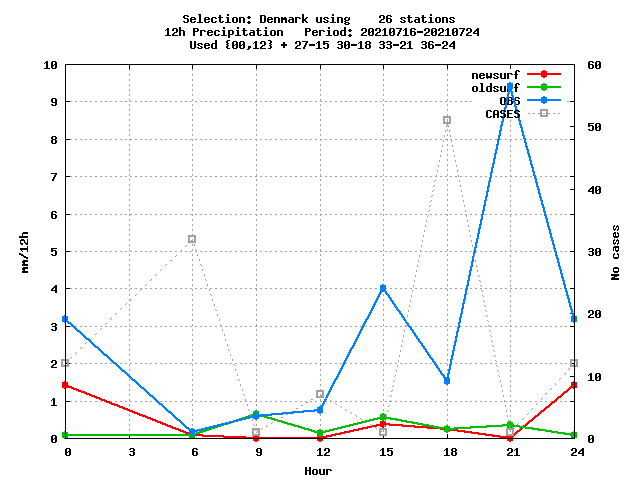 Selection: Denmark using    26 stations
12h Precipitation   Period: 20210716-20210724
Used {00,12} + 27-15 30-18 33-21 36-24
newsurf
oldsurf
OBS
CASES
mm/12h
No cases
10
9
8
7
6
5
4
3
2
1
0
60
50
40
30
20
10
0
0 3 6 9 12 15 18 21 24
Hour